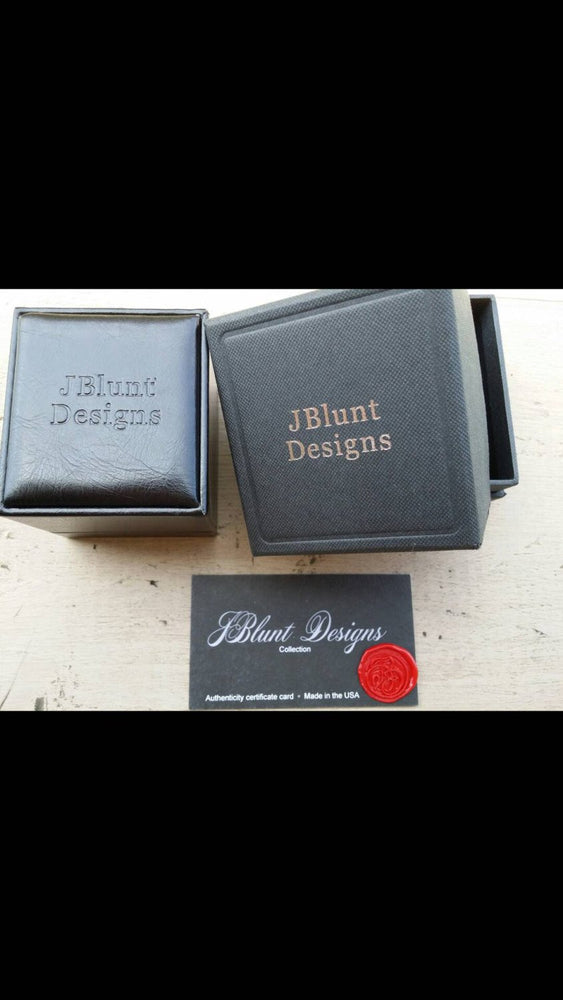 JBlunt
Designs
JBlunt
Designs
JBlunt Designs
Collection
Authenticity certificate card • Made in the USA